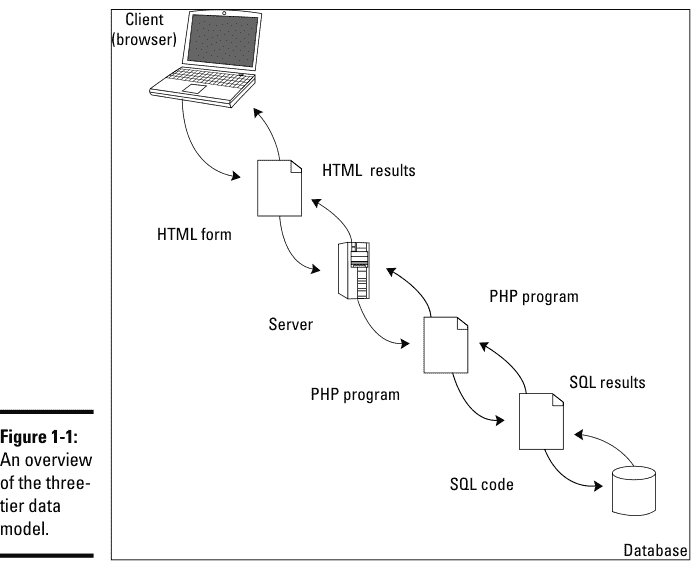 Client
(browser)
HTML results
HTML form
PHP program
Server
SQL results
PHP program
SQL code
Database
Figure 1-1:
An overview
of the three-
tier data
model.